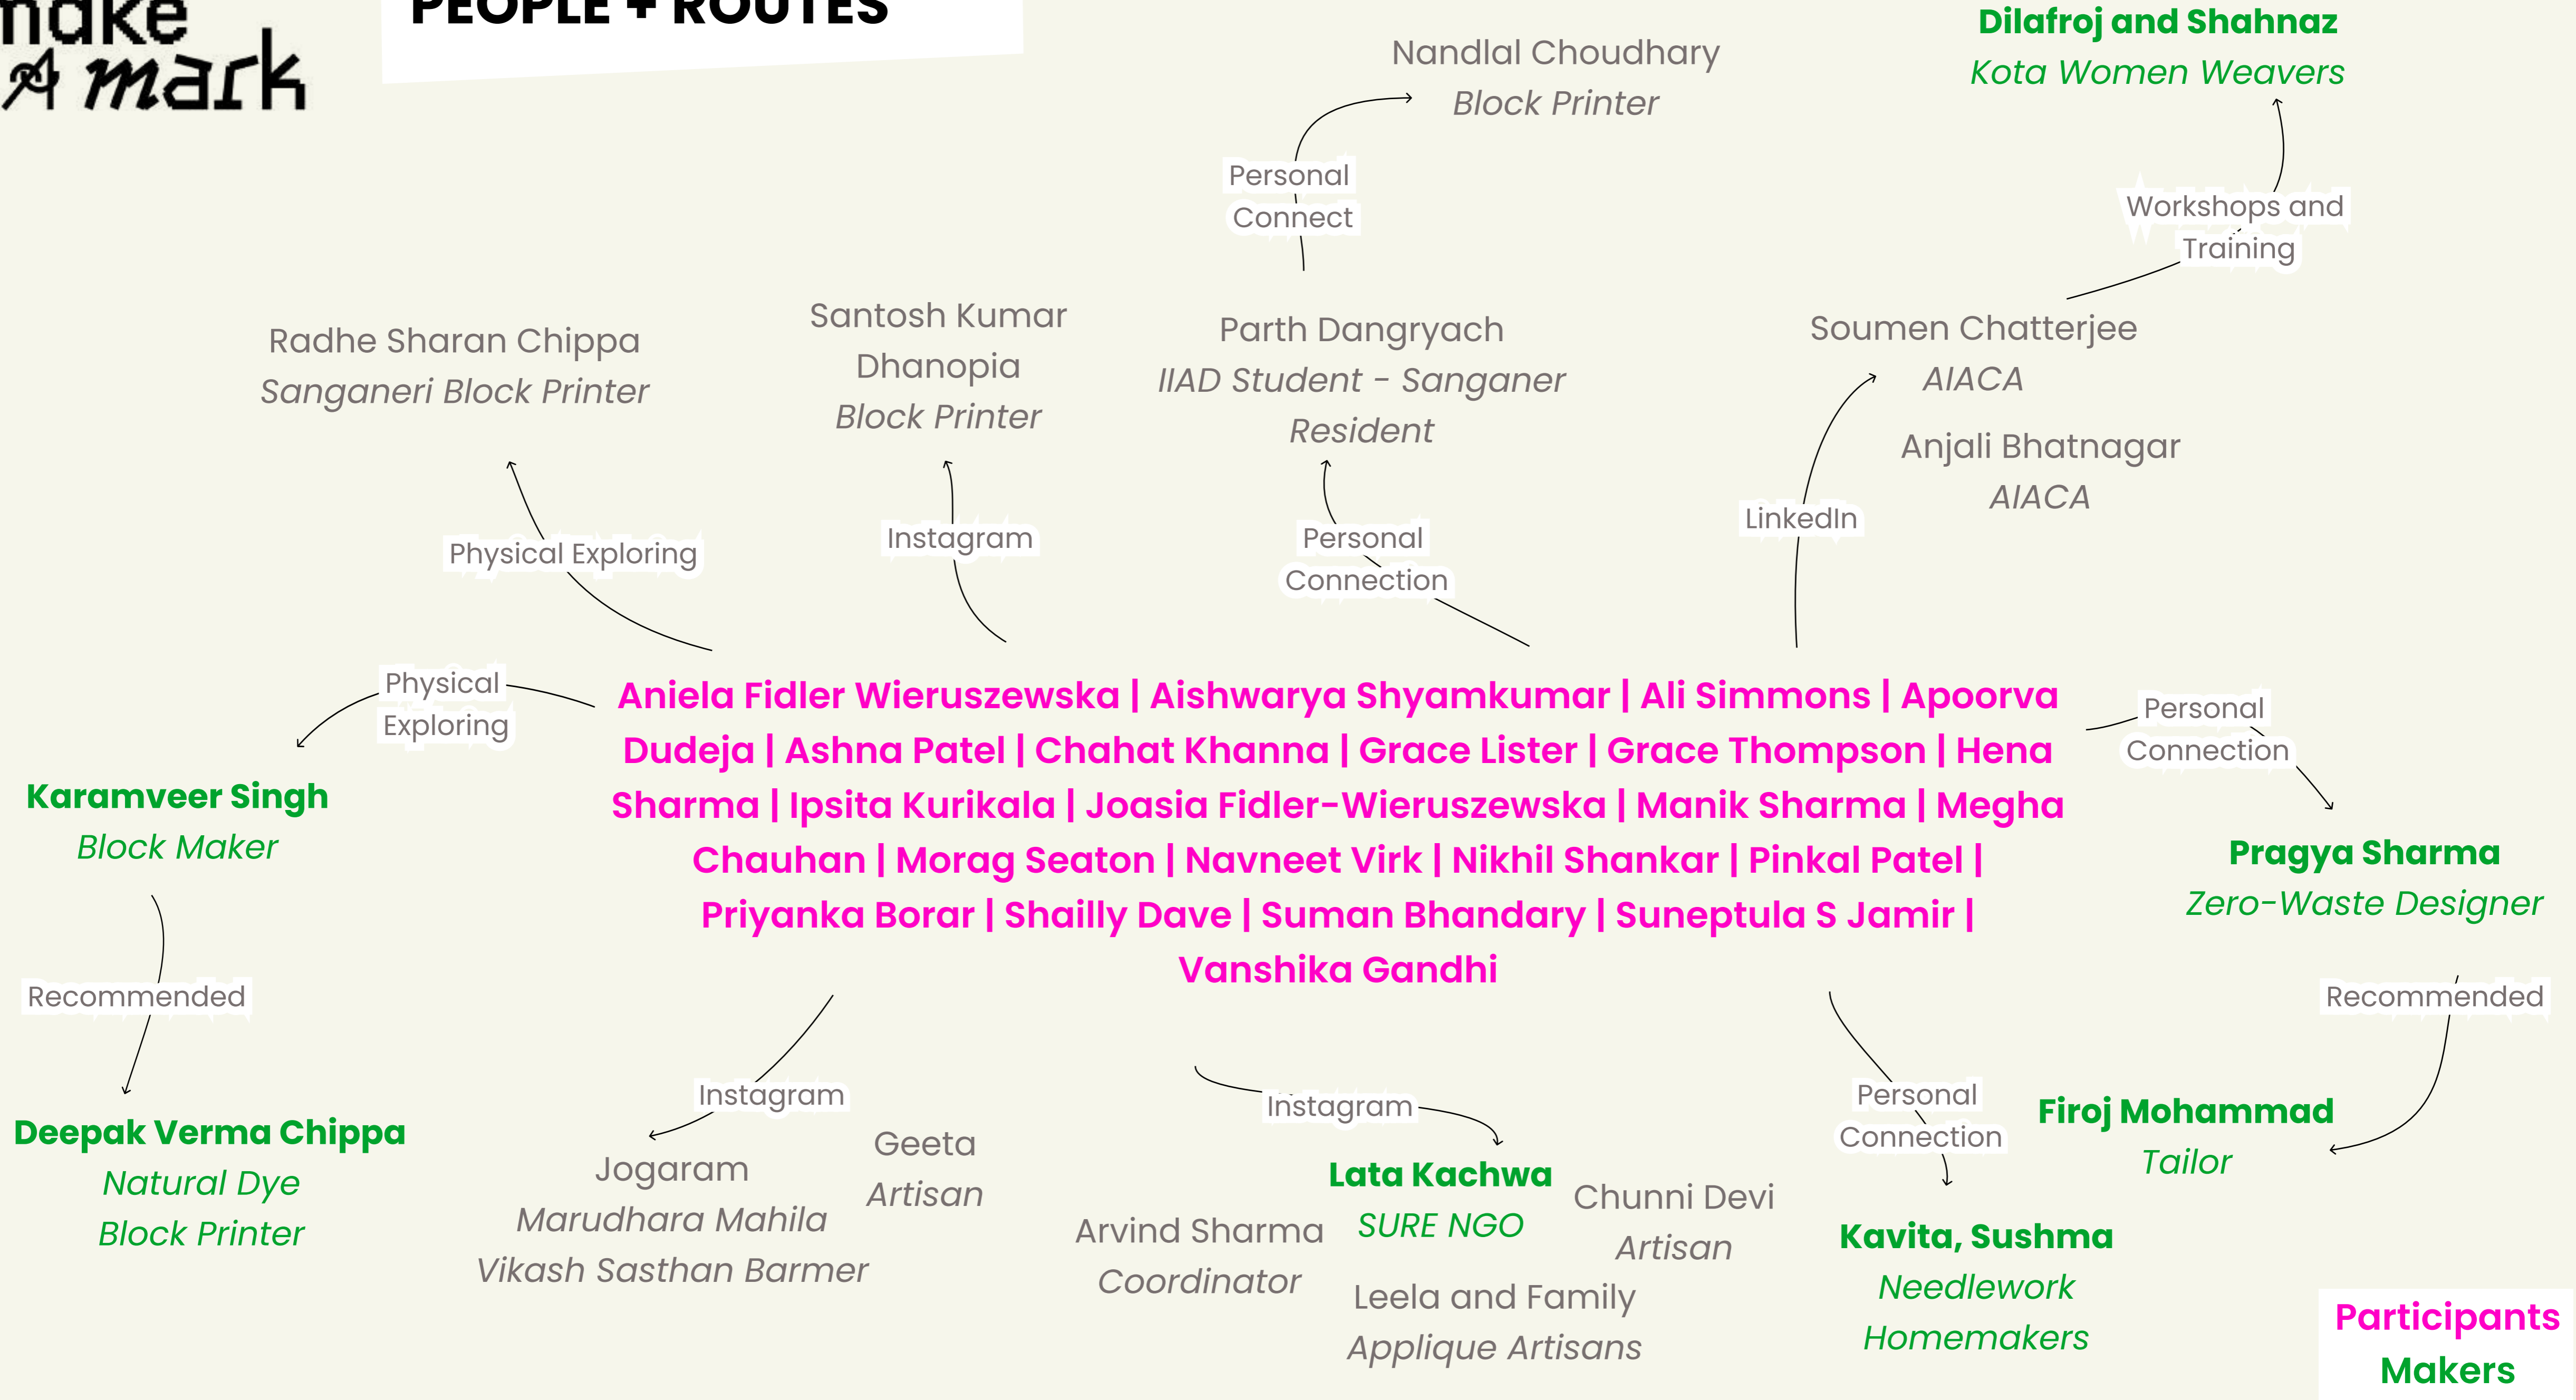 make
A mark
PEOPLE + ROUTES
Dilafroj and Shahnaz
Kota Women Weavers
Nandlal Choudhary
Block Printer
Personal
Connect
Workshops and
Training
Radhe Sharan Chippa
Sanganeri Block Printer
Santosh Kumar
Dhanopia
Block Printer
Parth Dangryach
IIAD Student - Sanganer
Resident
Soumen Chatterjee
AIACA
Anjali Bhatnagar
AIACA
Physical Exploring
Instagram
Personal
Connection
LinkedIn
Physical
Exploring
Aniela Fidler Wieruszewska | Aishwarya Shyamkumar | Ali Simmons | Apoorva
Dudeja | Ashna Patel | Chahat Khanna | Grace Lister | Grace Thompson | Hena
Sharma | Ipsita Kurikala | Joasia Fidler-Wieruszewska | Manik Sharma | Megha
Chauhan | Morag Seaton | Navneet Virk | Nikhil Shankar | Pinkal Patel |
Priyanka Borar | Shailly Dave | Suman Bhandary | Suneptula S Jamir |
Vanshika Gandhi
Personal
Connection
Karamveer Singh
Block Maker
Pragya Sharma
Zero-Waste Designer
Recommended
Recommended
Deepak Verma Chippa
Natural Dye
Block Printer
Instagram
Jogaram
Marudhara Mahila
Vikash Sasthan Barmer
Geeta
Artisan
Instagram
Arvind Sharma
Coordinator
Lata Kachwa
SURE NGO
Chunni Devi
Artisan
Leela and Family
Applique Artisans
Personal
Connection
Kavita, Sushma
Needlework
Homemakers
Firoj Mohammad
Tailor
Participants
Makers